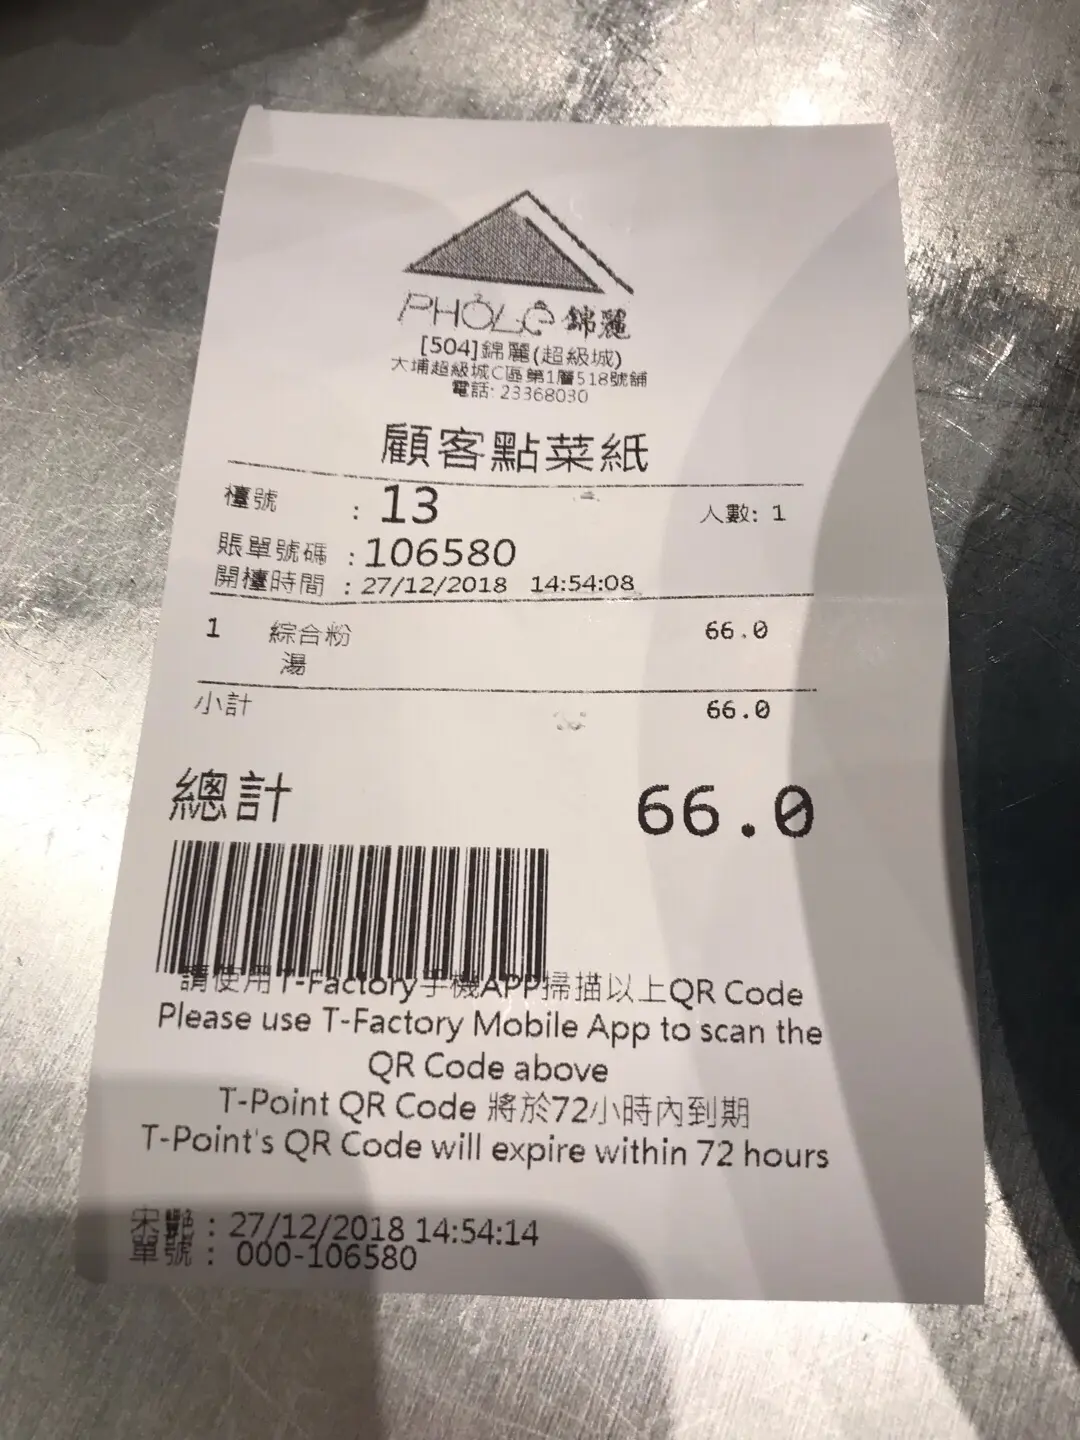 PHỞLÊ 錦麗
[504]錦麗(超級城)
大埔超級城C區第1層518號舖
電話: 23368030
顧客點菜紙
檯號 : 13 人數: 1
賬單號碼 : 106580
開檯時間 : 27/12/2018 14:54:08
1 綜合粉湯 66.0
小計 66.0
總計 66.0
請使用T-Factory手機APP掃描以上QR Code
Please use T-Factory Mobile App to scan the
QR Code above
T-Point QR Code 將於72小時內到期
T-Point's QR Code will expire within 72 hours
宋艷 : 27/12/2018 14:54:14
單號 : 000-106580